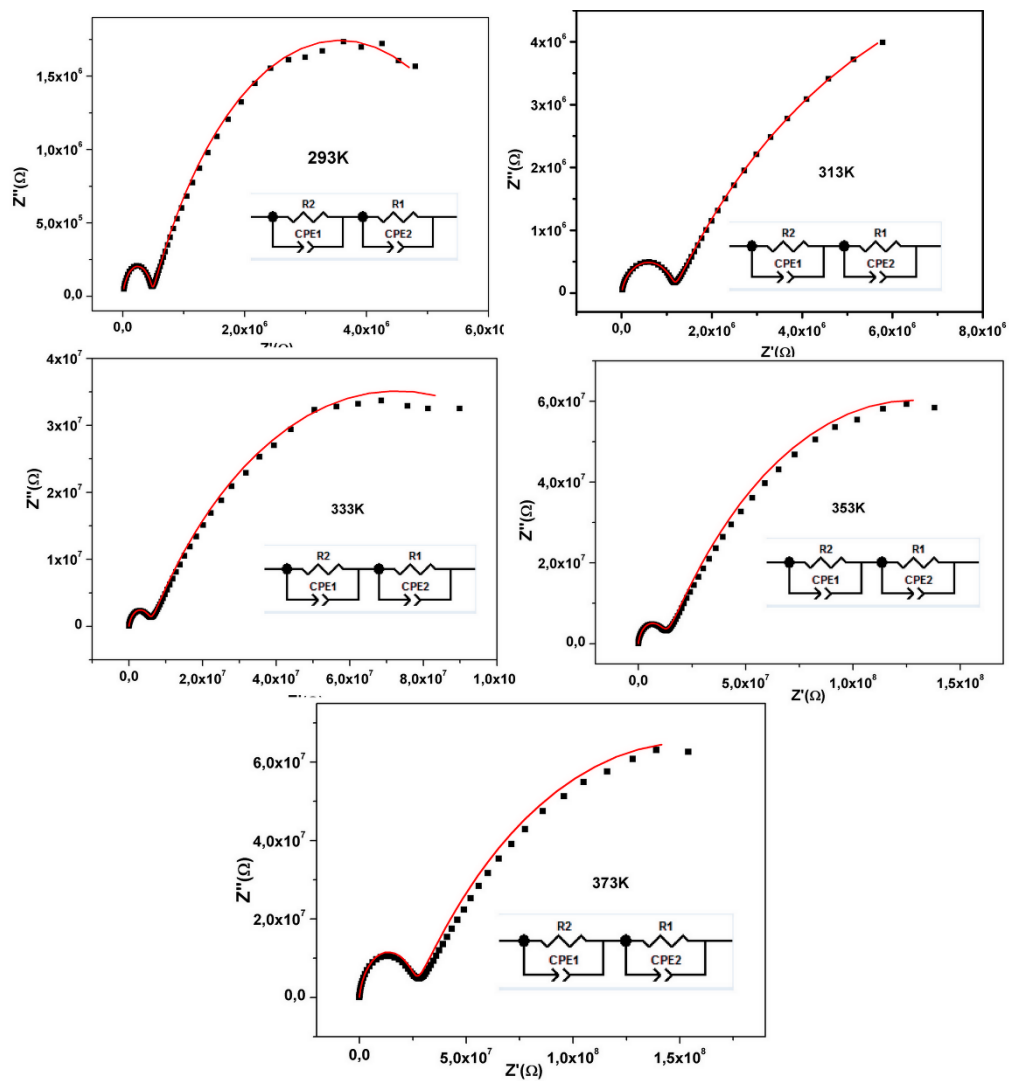 1,5x10⁶
1,0x10⁶
5,0x10⁵
0,0
Z''(Ω)
293K
R2 R1
CPE1 CPE2
0,0 2,0x10⁶ 4,0x10⁶ 6,0x10
4x10⁶
3x10⁶
2x10⁶
1x10⁶
0
Z''(Ω)
313K
R2 R1
CPE1 CPE2
0,0 2,0x10⁶ 4,0x10⁶ 6,0x10⁶ 8,0x10⁶
Z'(Ω)
4x10⁷
3x10⁷
2x10⁷
1x10⁷
0
Z''(Ω)
333K
R2 R1
CPE1 CPE2
0,0 2,0x10⁷ 4,0x10⁷ 6,0x10⁷ 8,0x10⁷ 1,0x10
6,0x10⁷
4,0x10⁷
2,0x10⁷
0,0
Z''(Ω)
353K
R2 R1
CPE1 CPE2
0,0 5,0x10⁷ 1,0x10⁸ 1,5x10⁸
Z'(Ω)
6,0x10⁷
4,0x10⁷
2,0x10⁷
0,0
Z''(Ω)
373K
R2 R1
CPE1 CPE2
0,0 5,0x10⁷ 1,0x10⁸ 1,5x10⁸
Z'(Ω)